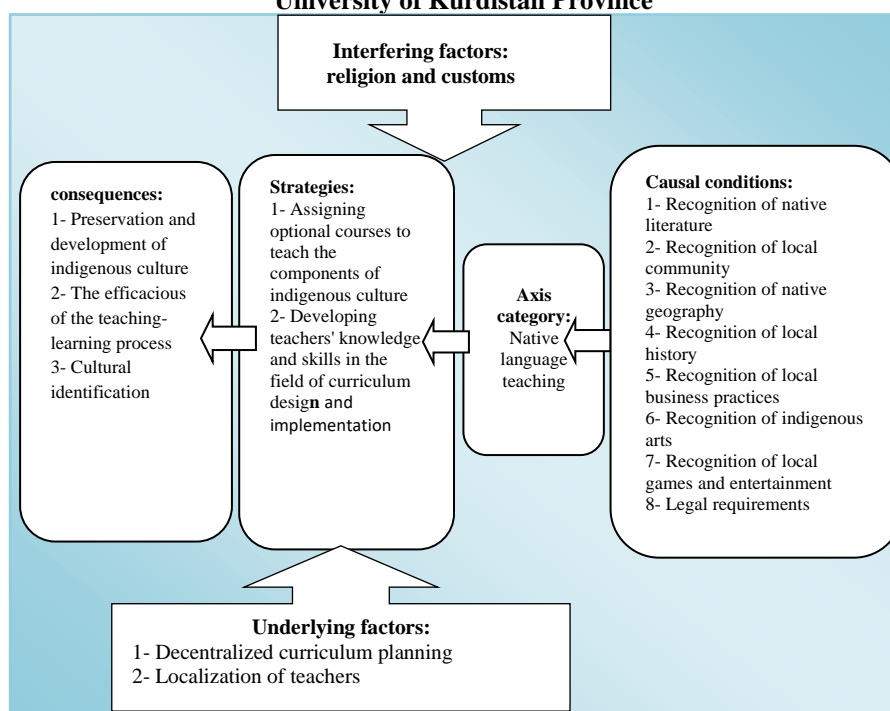 University of Kurdistan Province
Interfering factors:
religion and customs
consequences:
1- Preservation and
development of
indigenous culture
2- The efficacious
of the teaching-
learning process
3- Cultural
identification
Strategies:
1- Assigning
optional courses to
teach the
components of
indigenous culture
2- Developing
teachers' knowledge
and skills in the
field of curriculum
design and
implementation
Axis
category:
Native
language
teaching
Causal conditions:
1- Recognition of native
literature
2- Recognition of local
community
3- Recognition of native
geography
4- Recognition of local
history
5- Recognition of local
business practices
6- Recognition of indigenous
arts
7- Recognition of local
games and entertainment
8- Legal requirements
Underlying factors:
1- Decentralized curriculum planning
2- Localization of teachers